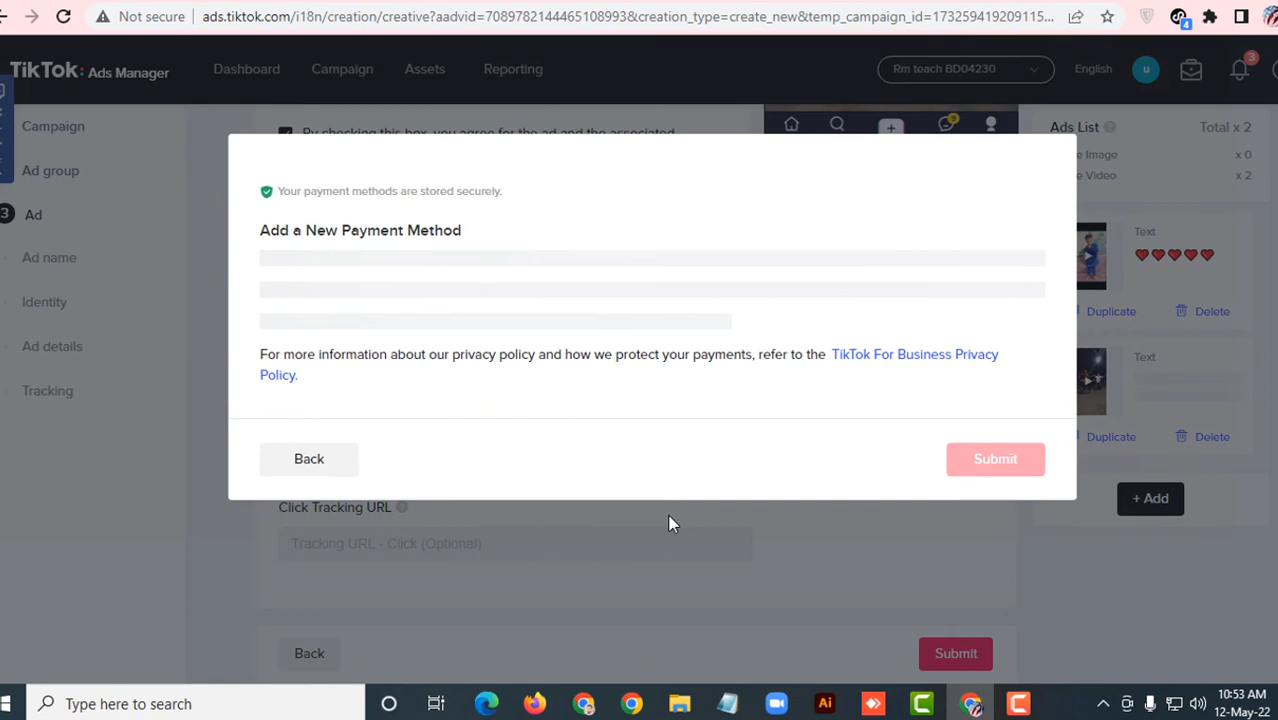 Not secure
ads.tiktok.com/i18n/creation/creative?aadvid=7089782144465108993&creation_type=create_new&temp_campaign_id=173259419209115...
4
TikTok: Ads Manager
Dashboard
Campaign
Assets
Reporting
Rm teach BD04230
English
u
3
Campaign
Ad group
3 Ad
Ad name
Identity
Ad details
Tracking
By checking this box, you agree for the ad and the associated
Your payment methods are stored securely.
Add a New Payment Method
For more information about our privacy policy and how we protect your payments, refer to the TikTok For Business Privacy
Policy.
Back
Submit
Click Tracking URL
Tracking URL - Click (Optional)
Back
Submit
Ads List
Total x 2
Image
x 0
Video
x 2
Text
Duplicate
Delete
Text
Duplicate
Delete
+ Add
Type here to search
Ai
10:53 AM
12-May-22